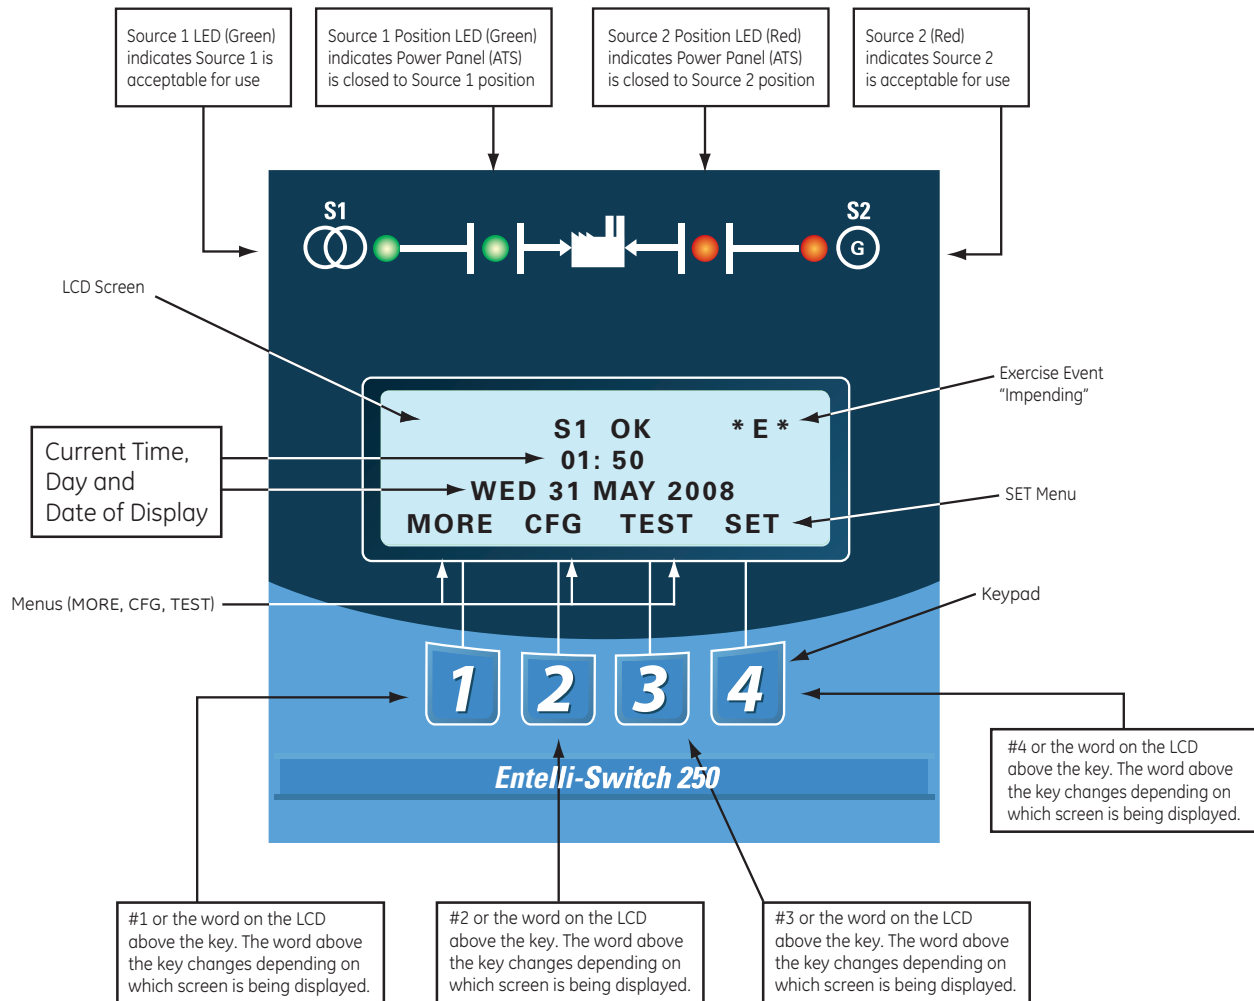 Source 1 LED (Green)
indicates Source 1 is
acceptable for use
Source 1 Position LED (Green)
indicates Power Panel (ATS)
is closed to Source 1 position
Source 2 Position LED (Red)
indicates Power Panel (ATS)
is closed to Source 2 position
Source 2 (Red)
indicates Source 2
is acceptable for use
S1
S2
G
LCD Screen
Exercise Event
"Impending"
S1 OK *E*
01: 50
WED 31 MAY 2008
MORE CFG TEST SET
Current Time,
Day and
Date of Display
SET Menu
Menus (MORE, CFG, TEST)
Keypad
1 2 3 4
Entelli-Switch 250
#4 or the word on the LCD
above the key. The word above
the key changes depending on
which screen is being displayed.
#1 or the word on the LCD
above the key. The word above
the key changes depending on
which screen is being displayed.
#2 or the word on the LCD
above the key. The word above
the key changes depending on
which screen is being displayed.
#3 or the word on the LCD
above the key. The word above
the key changes depending on
which screen is being displayed.